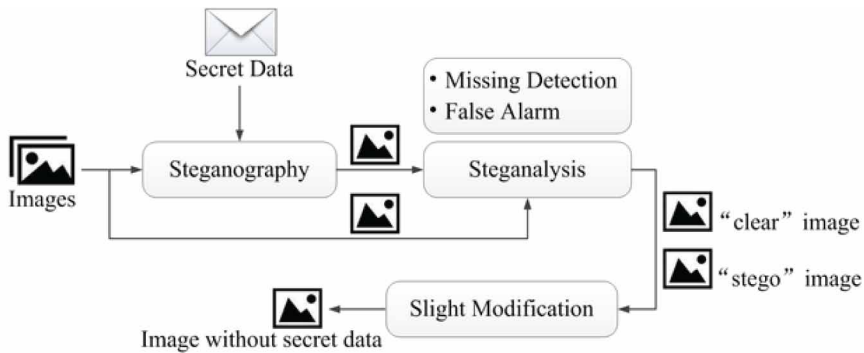 Secret Data
• Missing Detection
• False Alarm
Steganography
Steganalysis
Images
“clear” image
“stego” image
Slight Modification
Image without secret data